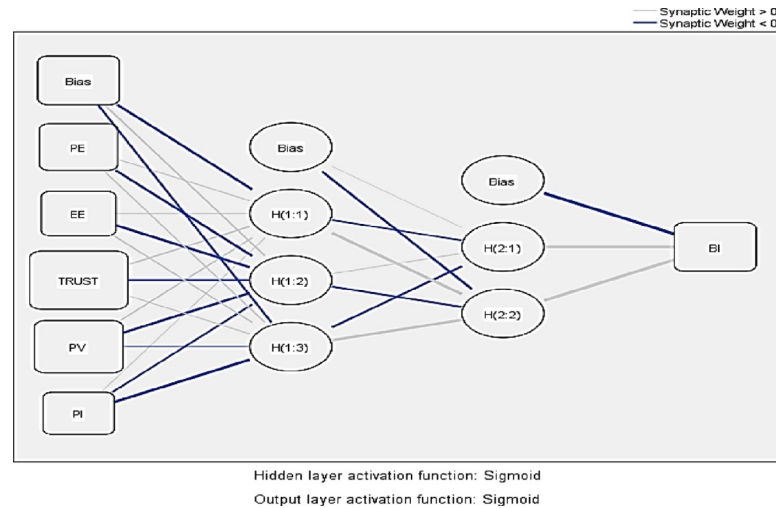 Synaptic Weight > 0
Synaptic Weight < 0
Bias
PE
EE
TRUST
PV
PI
Bias
H(1:1)
H(1:2)
H(1:3)
Bias
H(2:1)
H(2:2)
BI
Hidden layer activation function: Sigmoid
Output layer activation function: Sigmoid